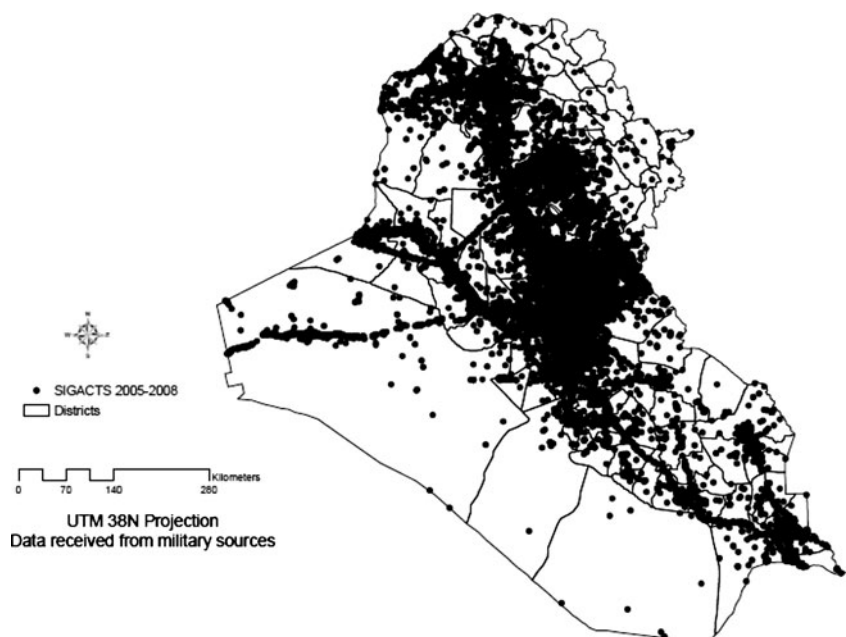 N
W E
S
SIGACTS 2005-2008
Districts
Kilometers
0 70 140 280
UTM 38N Projection
Data received from military sources